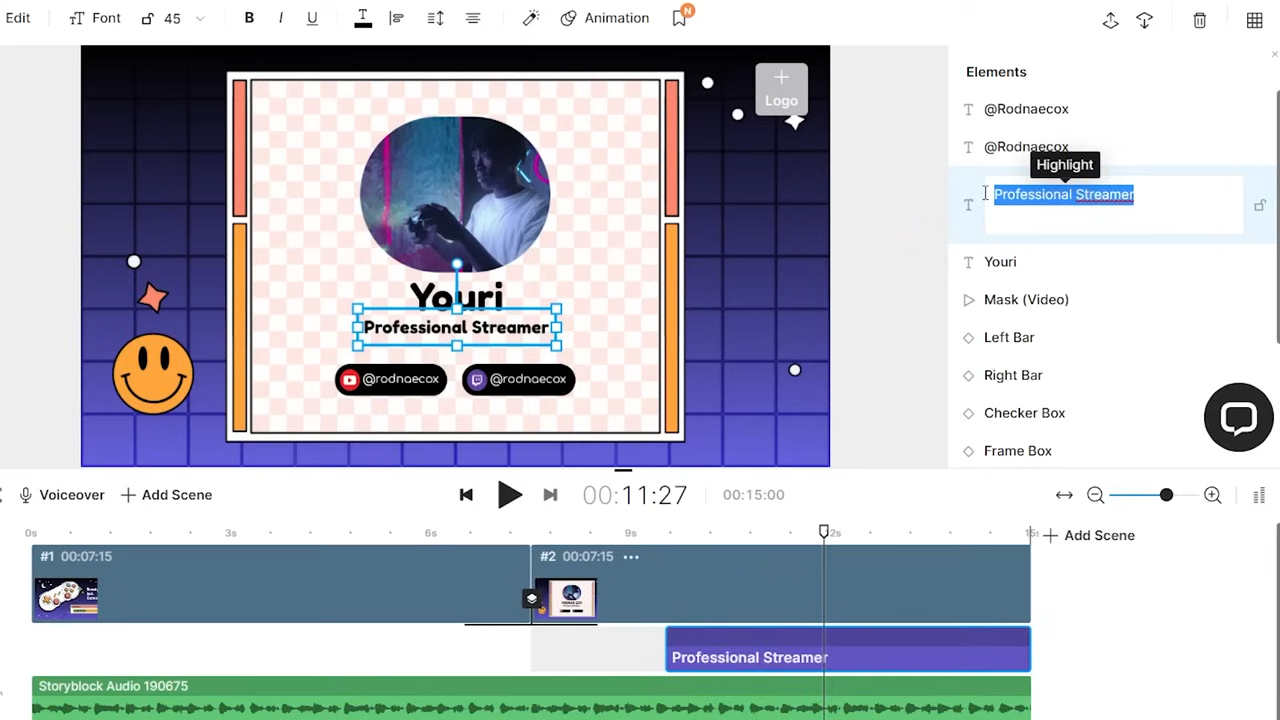 Edit Font 45 B I U T Animation N
Logo
Youri
Professional Streamer
@rodnaecox @rodnaecox
Elements
T @Rodnaecox
T @Rodnaecox
Highlight
T Professional Streamer
T Youri
Mask (Video)
Left Bar
Right Bar
Checker Box
Frame Box
Voiceover Add Scene 00:11:27 00:15:00
0s 3s 6s 9s 2s 15s
Add Scene
#1 00:07:15 #2 00:07:15 •••
Professional Streamer
Storyblock Audio 190675